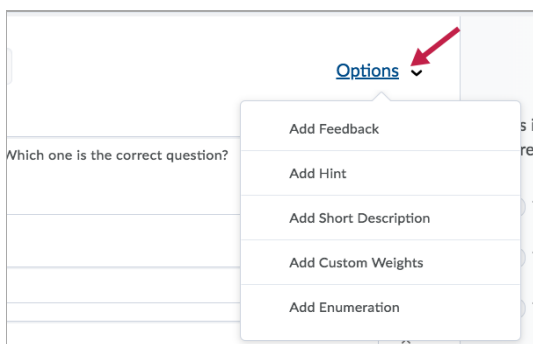 Options
Add Feedback
Which one is the correct question?
Add Hint
Add Short Description
Add Custom Weights
Add Enumeration